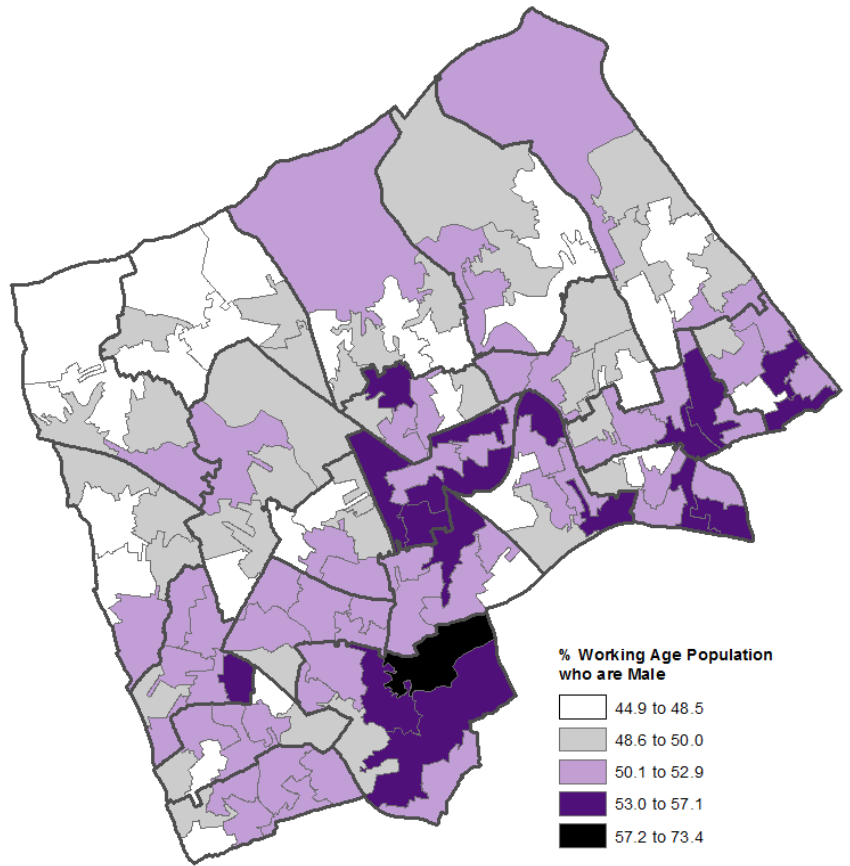 % Working Age Population
who are Male
44.9 to 48.5
48.6 to 50.0
50.1 to 52.9
53.0 to 57.1
57.2 to 73.4